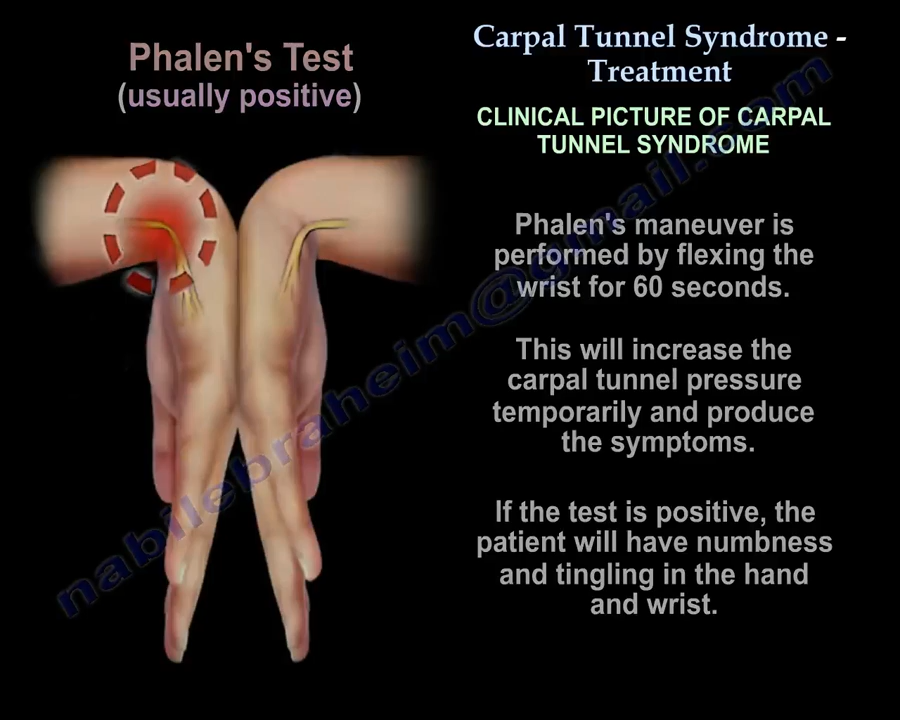 Phalen's Test
(usually positive)
Carpal Tunnel Syndrome -
Treatment
CLINICAL PICTURE OF CARPAL
TUNNEL SYNDROME
Phalen's maneuver is
performed by flexing the
wrist for 60 seconds.
This will increase the
carpal tunnel pressure
temporarily and produce
the symptoms.
If the test is positive, the
patient will have numbness
and tingling in the hand
and wrist.
nabilebraheim@gmail.com